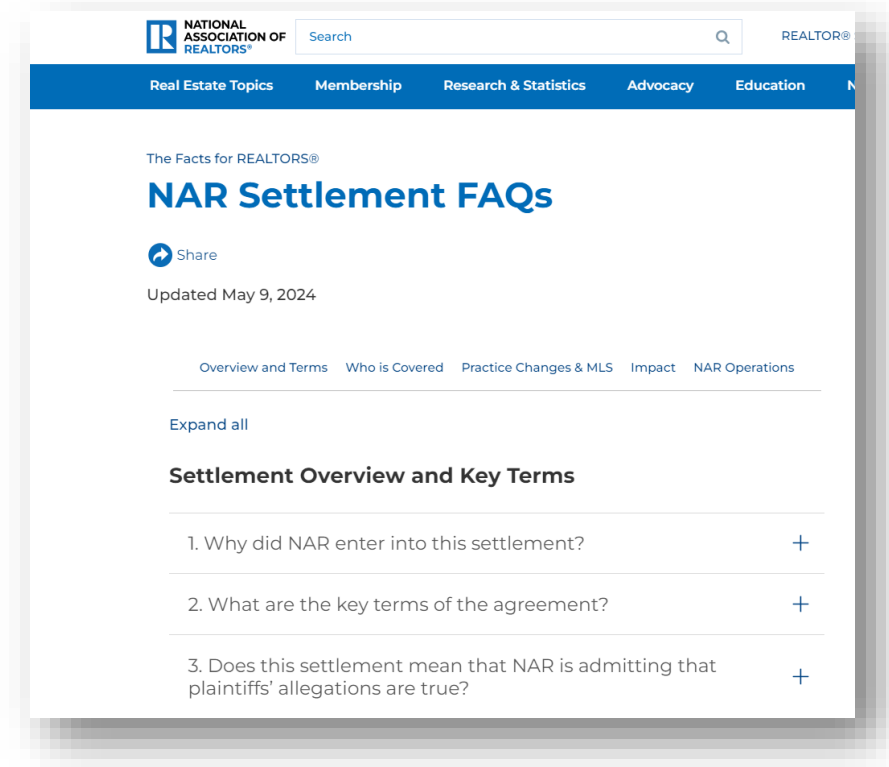 NATIONAL
ASSOCIATION OF
REALTORS®
Search
REALTOR®
Real Estate Topics Membership Research & Statistics Advocacy Education N
The Facts for REALTORS®
NAR Settlement FAQs
Share
Updated May 9, 2024
Overview and Terms Who is Covered Practice Changes & MLS Impact NAR Operations
Expand all
Settlement Overview and Key Terms
1. Why did NAR enter into this settlement?
2. What are the key terms of the agreement?
3. Does this settlement mean that NAR is admitting that
plaintiffs’ allegations are true?